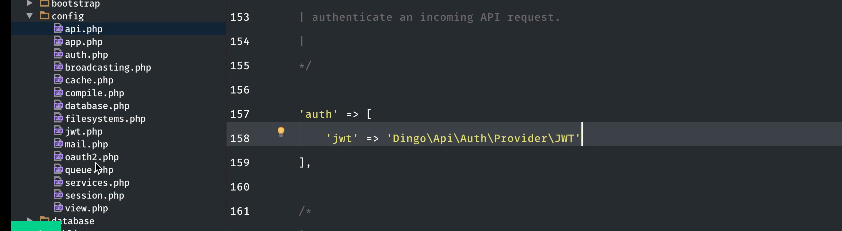 bootstrap
config
api.php
app.php
auth.php
broadcasting.php
cache.php
compile.php
database.php
filesystems.php
jwt.php
mail.php
oauth2.php
queue.php
services.php
session.php
view.php
database
153 | authenticate an incoming API request.
154 |
155 */
156
157 'auth' => [
158 'jwt' => 'Dingo\Api\Auth\Provider\JWT'
159 ],
160
161 /*